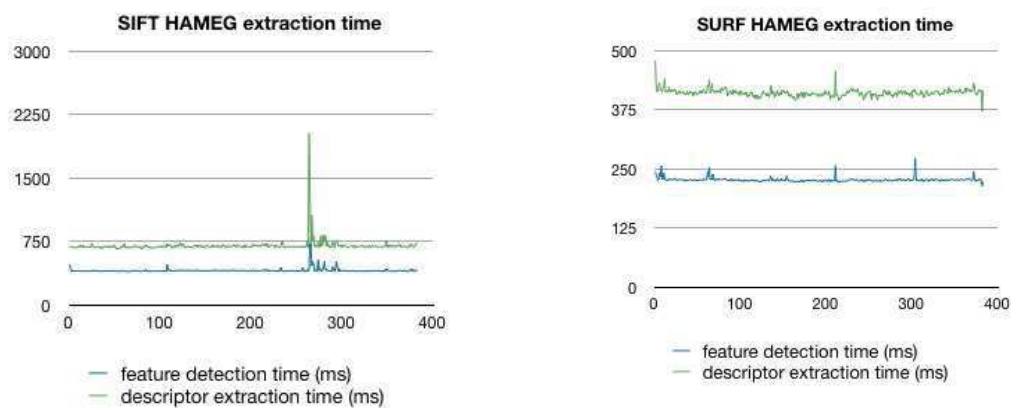 SIFT HAMEG extraction time
3000
2250
1500
750
0
0 100 200 300 400
feature detection time (ms)
descriptor extraction time (ms)
SURF HAMEG extraction time
500
375
250
125
0
0 100 200 300 400
feature detection time (ms)
descriptor extraction time (ms)